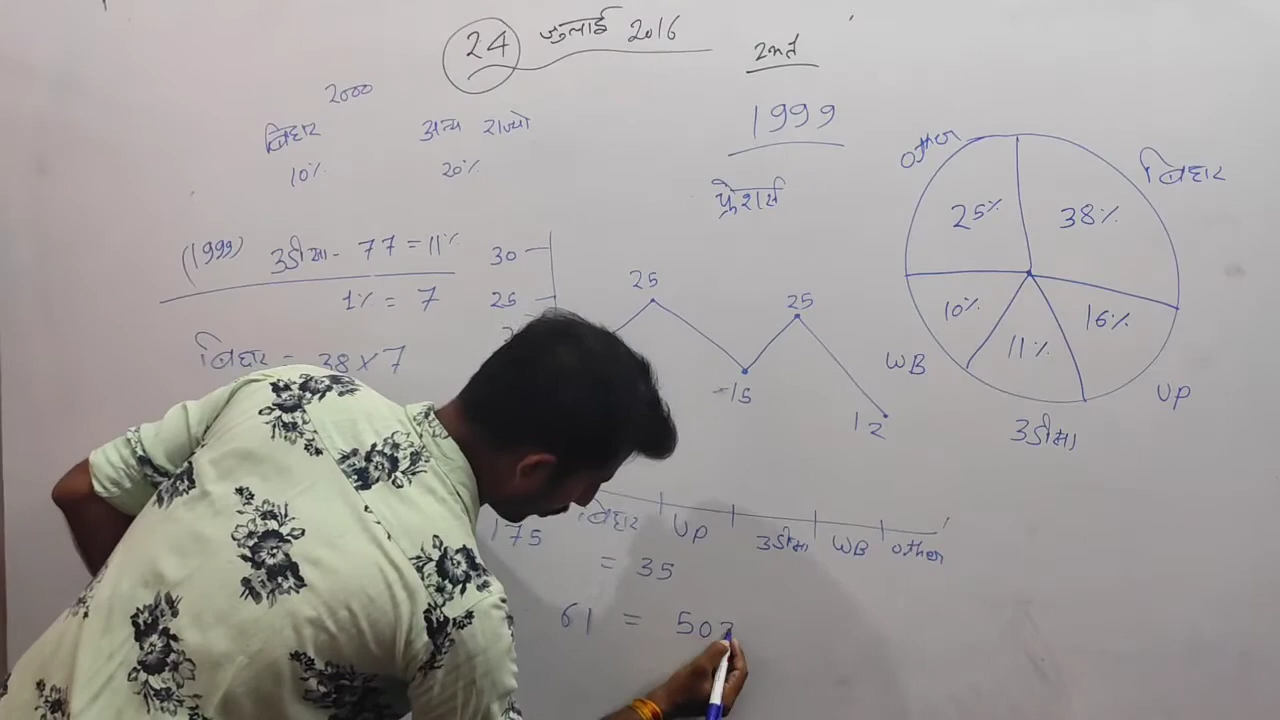 24 जुलाई 2016
2000
बिहार अन्य राज्यो
10% 20%
1999
फ्रेशर्स
(1999) उडीसा - 77 = 11%
1% = 7
बिहार = 38 × 7
30
25
25
-15
25
12
बिहार UP उडीसा WB Other
175
= 35
61 = 50
Other
25%
बिहार
38%
10%
WB
11%
उडीसा
16%
UP